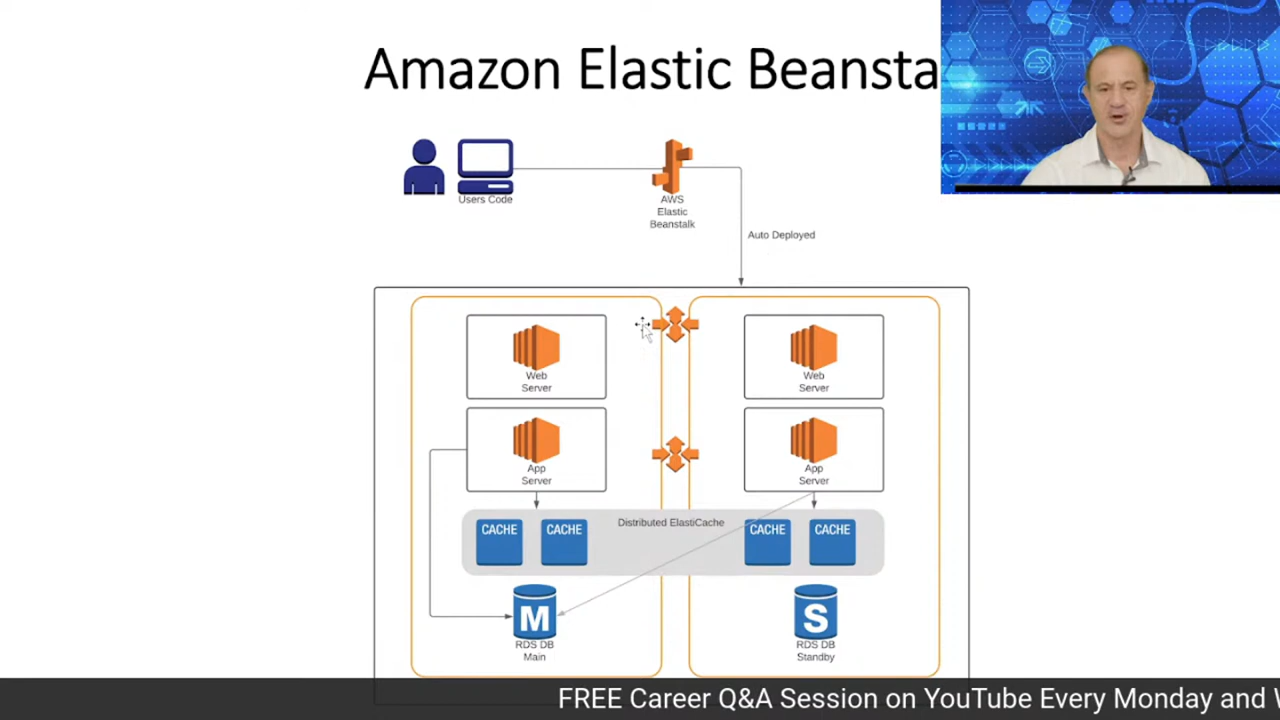 Amazon Elastic Beansta
Users Code
AWS
Elastic
Beanstalk
Auto Deployed
Web
Server
Web
Server
App
Server
App
Server
Distributed ElastiCache
CACHE
CACHE
CACHE
CACHE
M
S
RDS DB
Main
RDS DB
Standby
FREE Career Q&A Session on YouTube Every Monday and